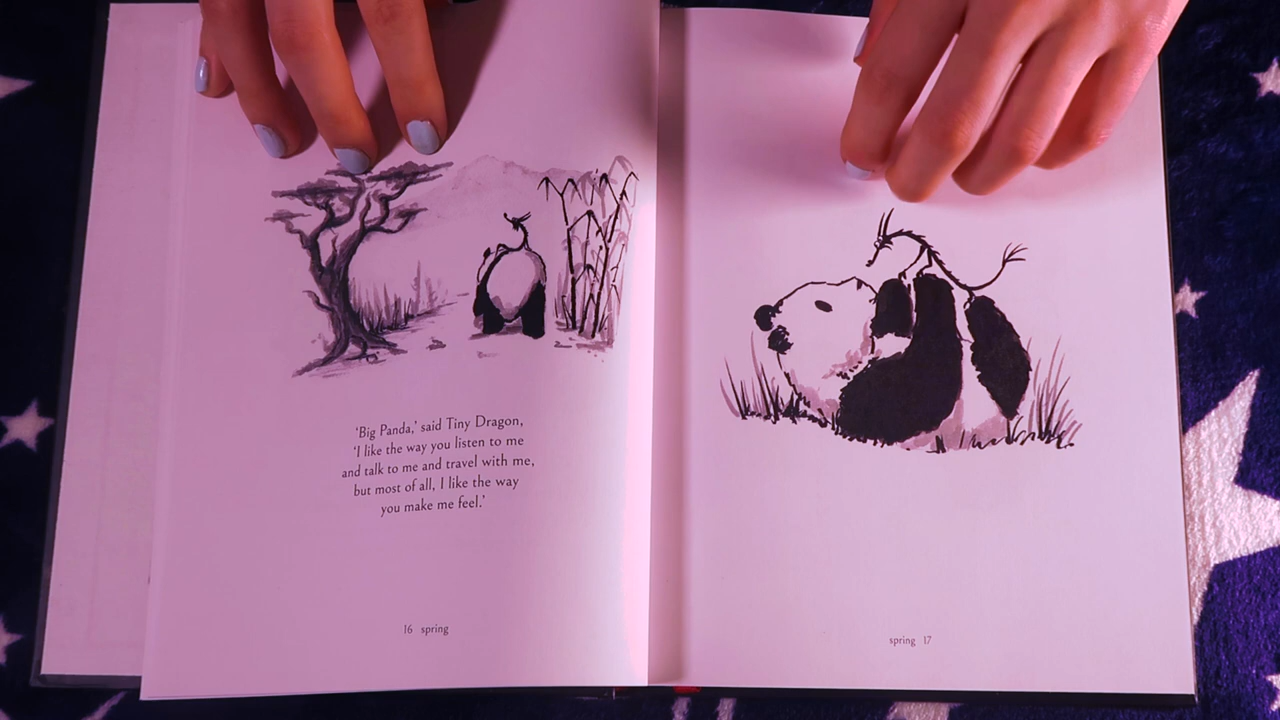 ‘Big Panda,’ said Tiny Dragon,
‘I like the way you listen to me
and talk to me and travel with me,
but most of all, I like the way
you make me feel.’
16 spring
spring 17